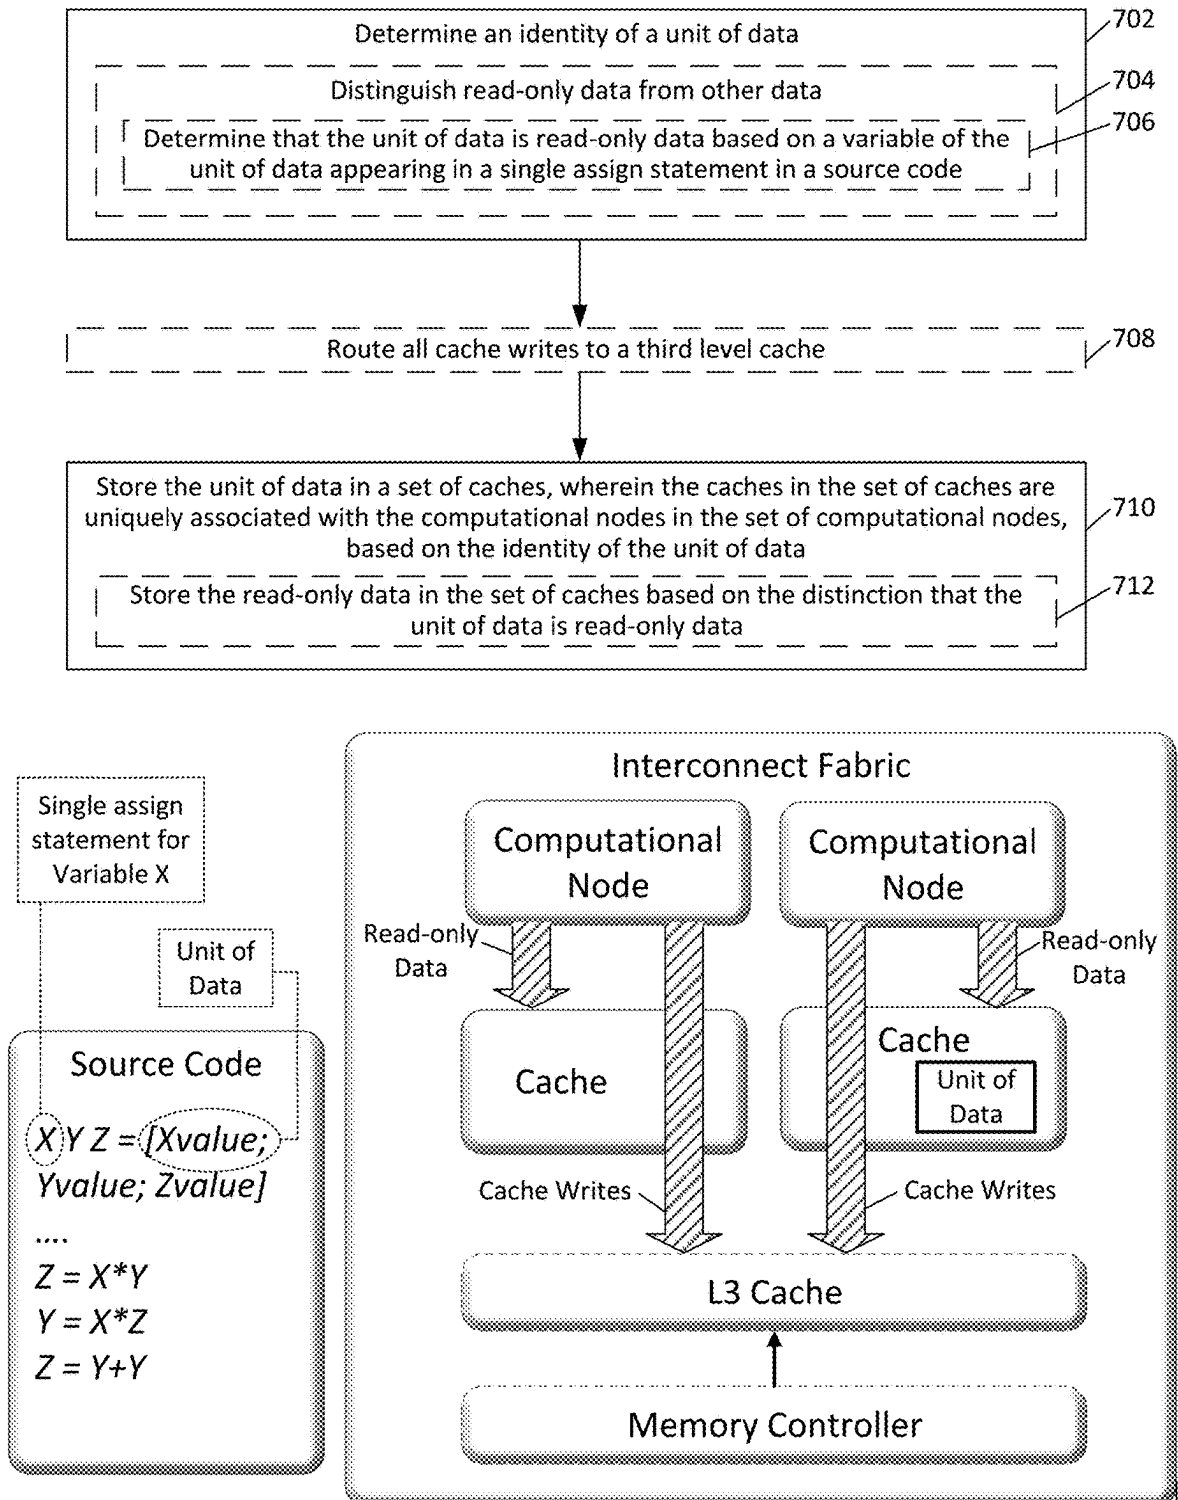 Determine an identity of a unit of data
702
Distinguish read-only data from other data
704
Determine that the unit of data is read-only data based on a variable of the
unit of data appearing in a single assign statement in a source code
706
Route all cache writes to a third level cache
708
Store the unit of data in a set of caches, wherein the caches in the set of caches are
uniquely associated with the computational nodes in the set of computational nodes,
based on the identity of the unit of data
710
Store the read-only data in the set of caches based on the distinction that the
unit of data is read-only data
712
Single assign
statement for
Variable X
Unit of
Data
Source Code
X Y Z = [Xvalue;
Yvalue; Zvalue]
....
Z = X*Y
Y = X*Z
Z = Y+Y
Interconnect Fabric
Computational
Node
Computational
Node
Read-only
Data
Read-only
Data
Cache
Cache
Unit of
Data
Cache Writes
Cache Writes
L3 Cache
Memory Controller